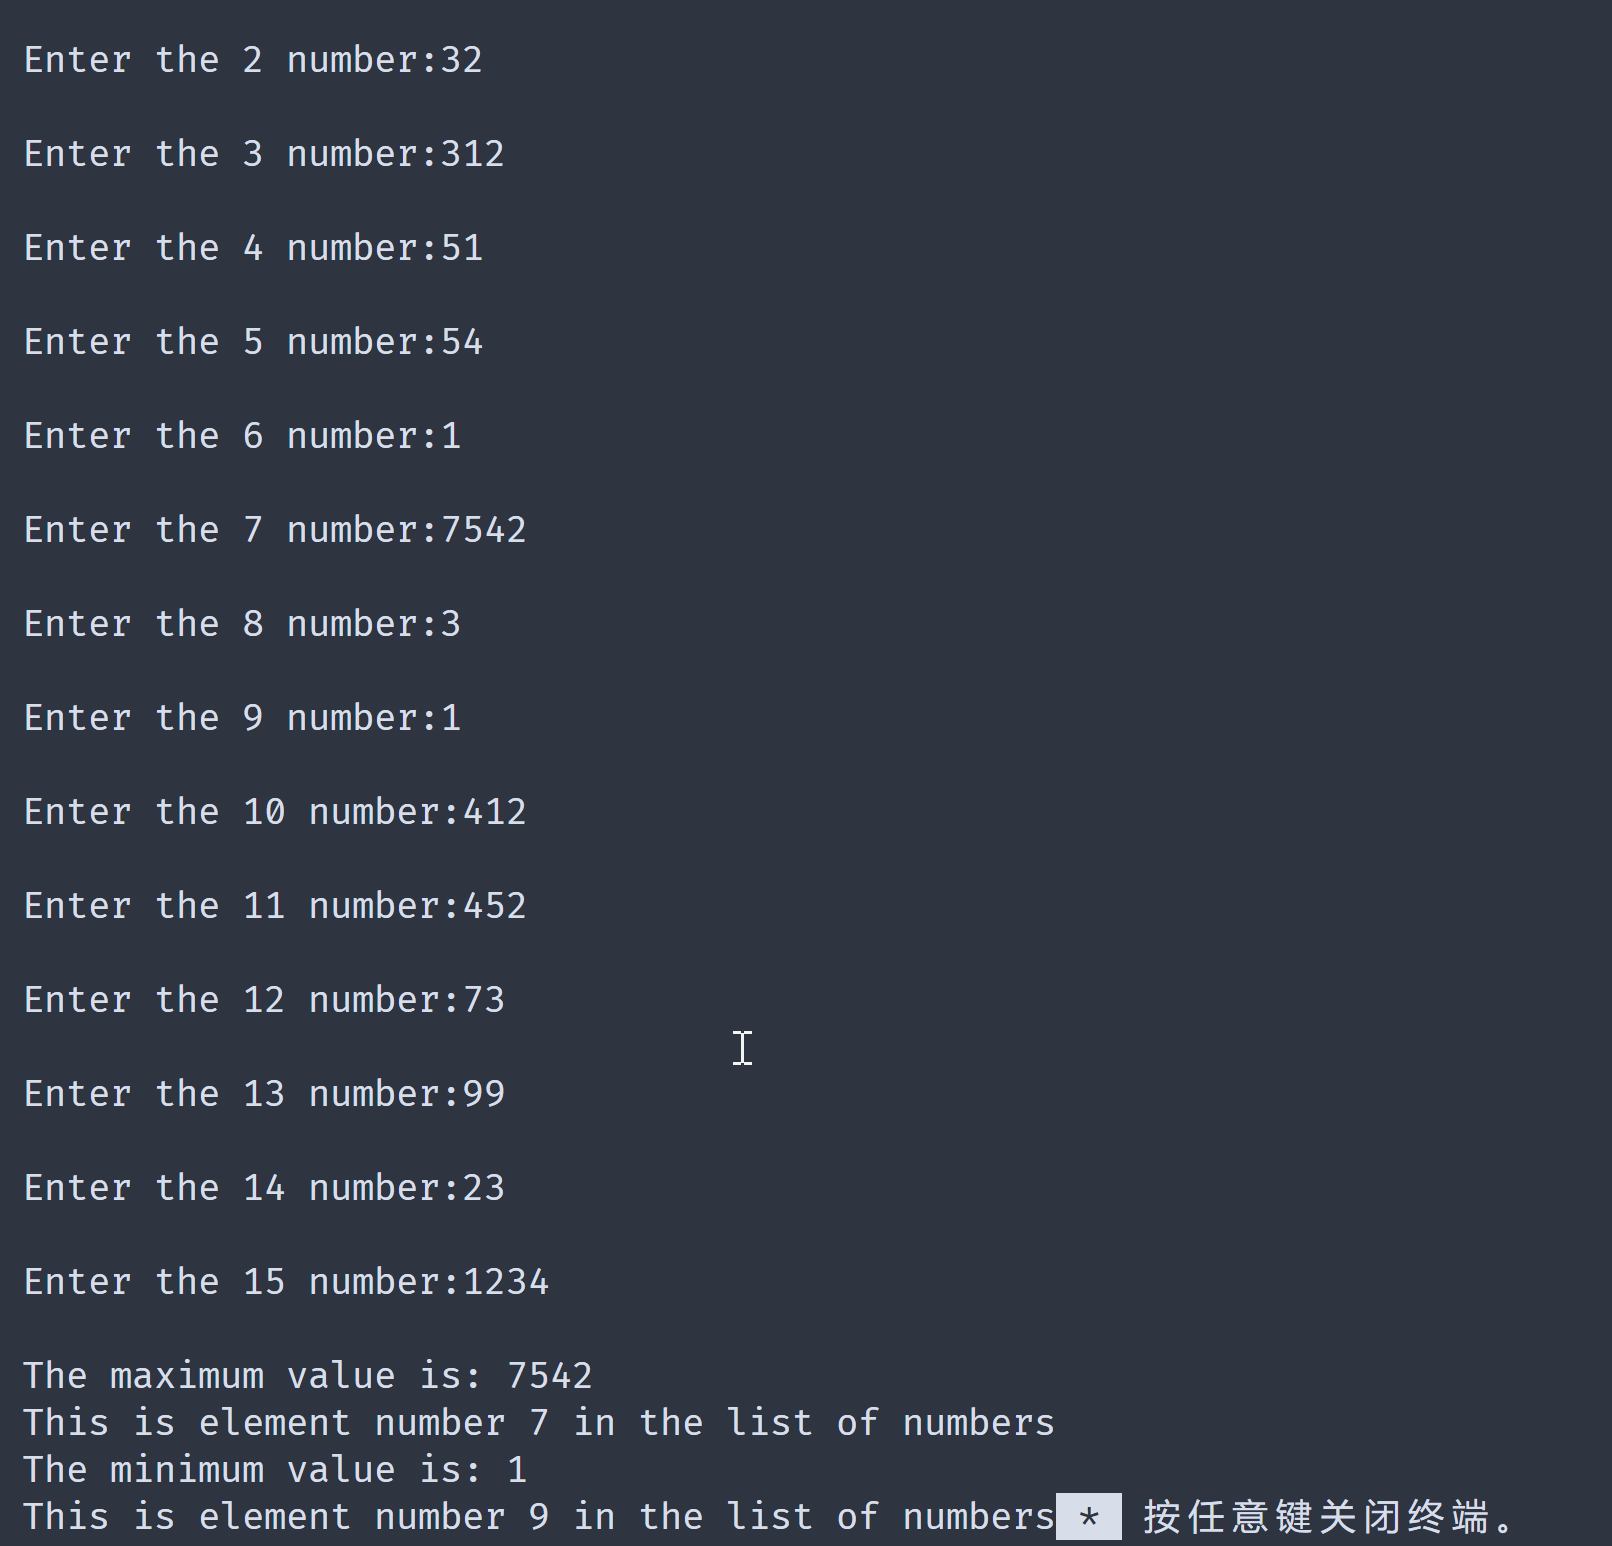 Enter the 2 number:32
Enter the 3 number:312
Enter the 4 number:51
Enter the 5 number:54
Enter the 6 number:1
Enter the 7 number:7542
Enter the 8 number:3
Enter the 9 number:1
Enter the 10 number:412
Enter the 11 number:452
Enter the 12 number:73
Enter the 13 number:99
Enter the 14 number:23
Enter the 15 number:1234
The maximum value is: 7542
This is element number 7 in the list of numbers
The minimum value is: 1
This is element number 9 in the list of numbers * 按任意键关闭终端。